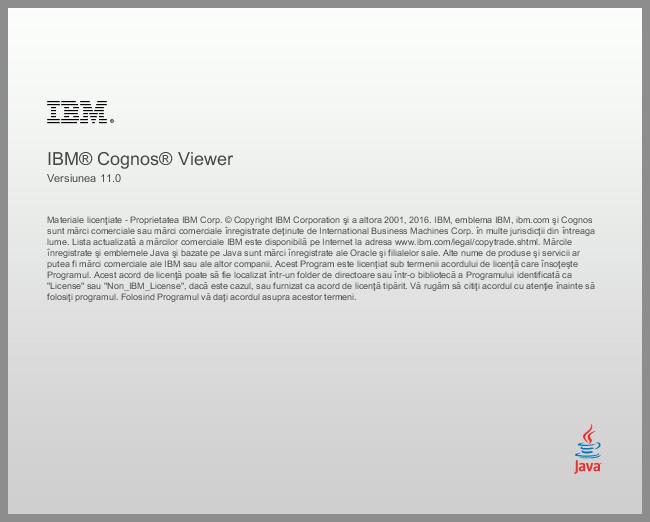 IBM®
IBM® Cognos® Viewer
Versiunea 11.0
Materiale licenţiate - Proprietatea IBM Corp. © Copyright IBM Corporation şi a altora 2001, 2016. IBM, emblema IBM, ibm.com şi Cognos
sunt mărci comerciale sau mărci comerciale înregistrate deţinute de International Business Machines Corp. în multe jurisdicţii din întreaga
lume. Lista actualizată a mărcilor comerciale IBM este disponibilă pe Internet la adresa www.ibm.com/legal/copytrade.shtml. Mărcile
înregistrate şi emblemele Java şi bazate pe Java sunt mărci înregistrate ale Oracle şi filialelor sale. Alte nume de produse şi servicii ar
putea fi mărci comerciale ale IBM sau ale altor companii. Acest Program este licenţiat sub termenii acordului de licenţă care însoţeşte
Programul. Acest acord de licenţă poate să fie localizat într-un folder de directoare sau într-o bibliotecă a Programului identificată ca
"License" sau "Non_IBM_License", dacă este cazul, sau furnizat ca acord de licenţă tipărit. Vă rugăm să citiţi acordul cu atenţie înainte să
folosiţi programul. Folosind Programul vă daţi acordul asupra acestor termeni.
Java